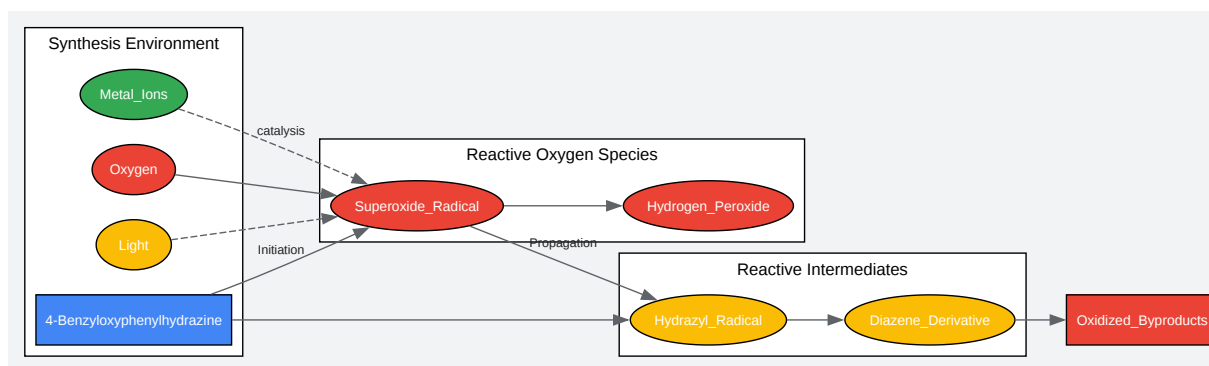 Synthesis Environment
Metal_Ions
catalysis
Oxygen
Light
Initiation
4-Benzyloxyphenylhydrazine
Reactive Oxygen Species
Superoxide_Radical
Hydrogen_Peroxide
Propagation
Reactive Intermediates
Hydrazyl_Radical
Diazene_Derivative
Oxidized_Byproducts